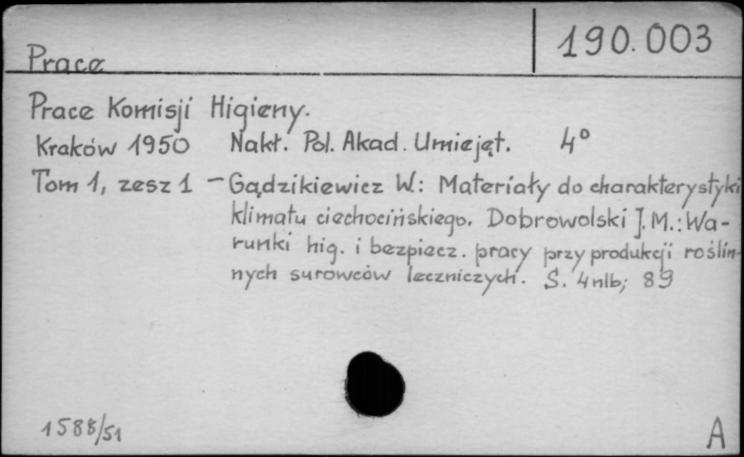 190.003
Prace
Prace Komisji Higieny.
Kraków 1950 Nakł. Pol. Akad. Umiejęt. 4°
Tom 1, zesz 1 – Gądzikiewicz W: Materiały do charakterystyki
klimatu ciechocińskiego. Dobrowolski J. M.: Wa-
runki hig. i bezpiecz. pracy przy produkcji roślin-
nych surowców leczniczych. S. 4nlb; 89
1588/51
A